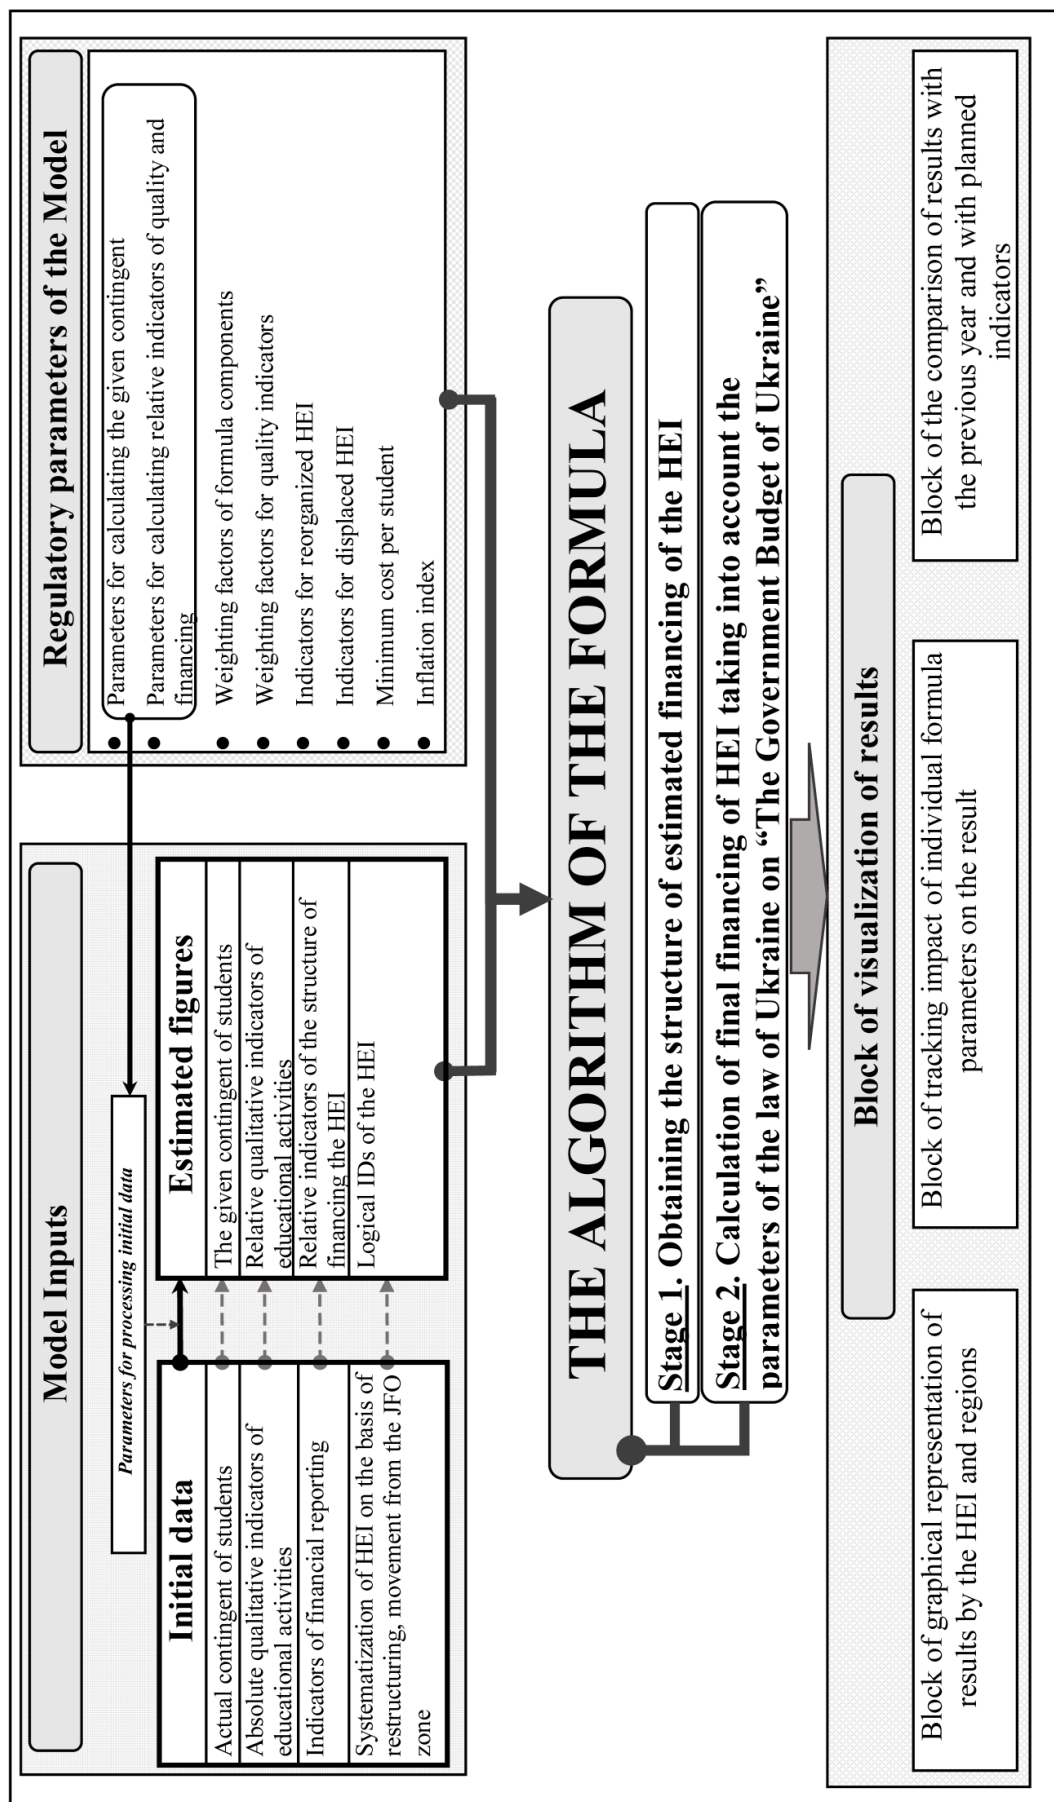 Model Inputs
Parameters for processing initial data
Initial data
Actual contingent of students
Absolute qualitative indicators of
educational activities
Indicators of financial reporting
Systematization of HEI on the basis of
restructuring, movement from the JFO
zone
Estimated figures
The given contingent of students
Relative qualitative indicators of
educational activities
Relative indicators of the structure of
financing the HEI
Logical IDs of the HEI
Regulatory parameters of the Model
• Parameters for calculating the given contingent
• Parameters for calculating relative indicators of quality and
financing
• Weighting factors of formula components
• Weighting factors for quality indicators
• Indicators for reorganized HEI
• Indicators for displaced HEI
• Minimum cost per student
• Inflation index
THE ALGORITHM OF THE FORMULA
Stage 1. Obtaining the structure of estimated financing of the HEI
Stage 2. Calculation of final financing of HEI taking into account the
parameters of the law of Ukraine on “The Government Budget of Ukraine”
Block of visualization of results
Block of graphical representation of
results by the HEI and regions
Block of tracking impact of individual formula
parameters on the result
Block of the comparison of results with
the previous year and with planned
indicators